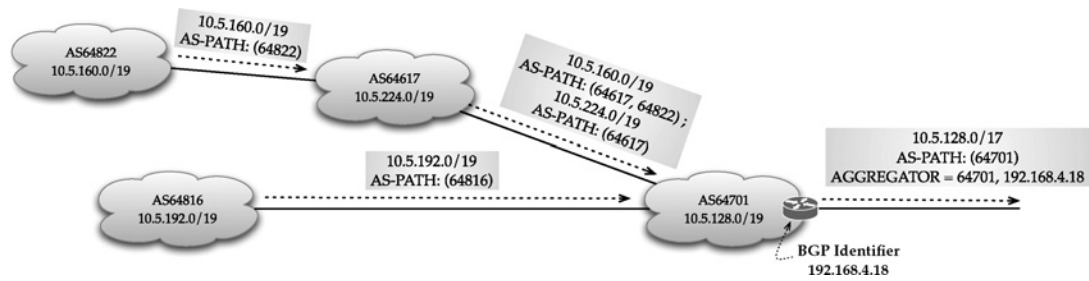 AS64822
10.5.160.0/19
10.5.160.0/19
AS-PATH: (64822)
AS64617
10.5.224.0/19
10.5.160.0/19
AS-PATH: (64617, 64822) ;
10.5.224.0/19
AS-PATH: (64617)
AS64816
10.5.192.0/19
10.5.192.0/19
AS-PATH: (64816)
AS64701
10.5.128.0/19
10.5.128.0/17
AS-PATH: (64701)
AGGREGATOR = 64701, 192.168.4.18
BGP Identifier
192.168.4.18